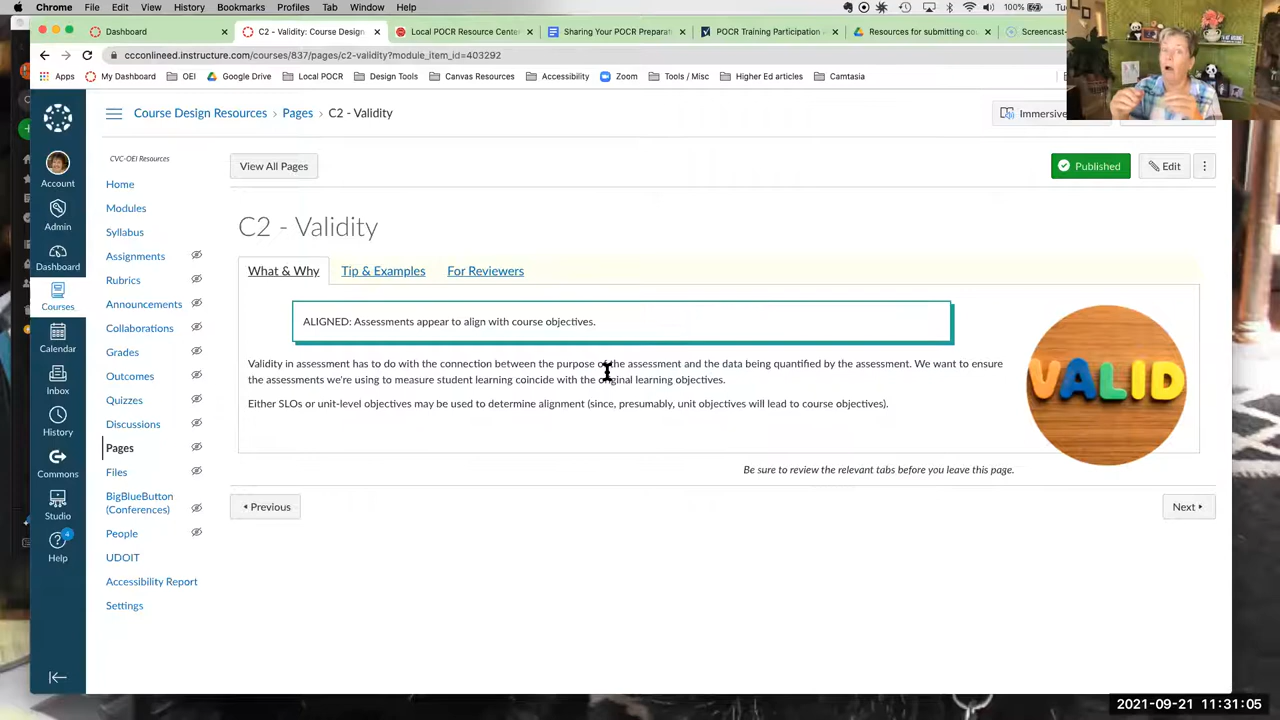 Chrome File Edit View History Bookmarks Profiles Tab Window Help 100%
Dashboard C2 - Validity: Course Design Local POCR Resource Cente Sharing Your POCR Preparat POCR Training Participation Resources for submitting co Screencast-
ccconlineed.instructure.com/courses/837/pages/c2-validity?module_item_id=403292
Apps My Dashboard OEI Google Drive Local POCR Design Tools Canvas Resources Accessibility Zoom Tools / Misc Higher Ed articles Camtasia
Course Design Resources › Pages › C2 - Validity
Immersive
Account
Admin
Dashboard
Courses
Calendar
Inbox
History
Commons
Studio
4
Help
CVC-OEI Resources
Home
Modules
Syllabus
Assignments
Rubrics
Announcements
Collaborations
Grades
Outcomes
Quizzes
Discussions
Pages
Files
BigBlueButton
(Conferences)
People
UDOIT
Accessibility Report
Settings
View All Pages
Published
Edit
C2 - Validity
What & Why Tip & Examples For Reviewers
ALIGNED: Assessments appear to align with course objectives.
Validity in assessment has to do with the connection between the purpose of the assessment and the data being quantified by the assessment. We want to ensure
the assessments we're using to measure student learning coincide with the original learning objectives.
Either SLOs or unit-level objectives may be used to determine alignment (since, presumably, unit objectives will lead to course objectives).
VALID
Be sure to review the relevant tabs before you leave this page.
Previous
Next
2021-09-21 11:31:05